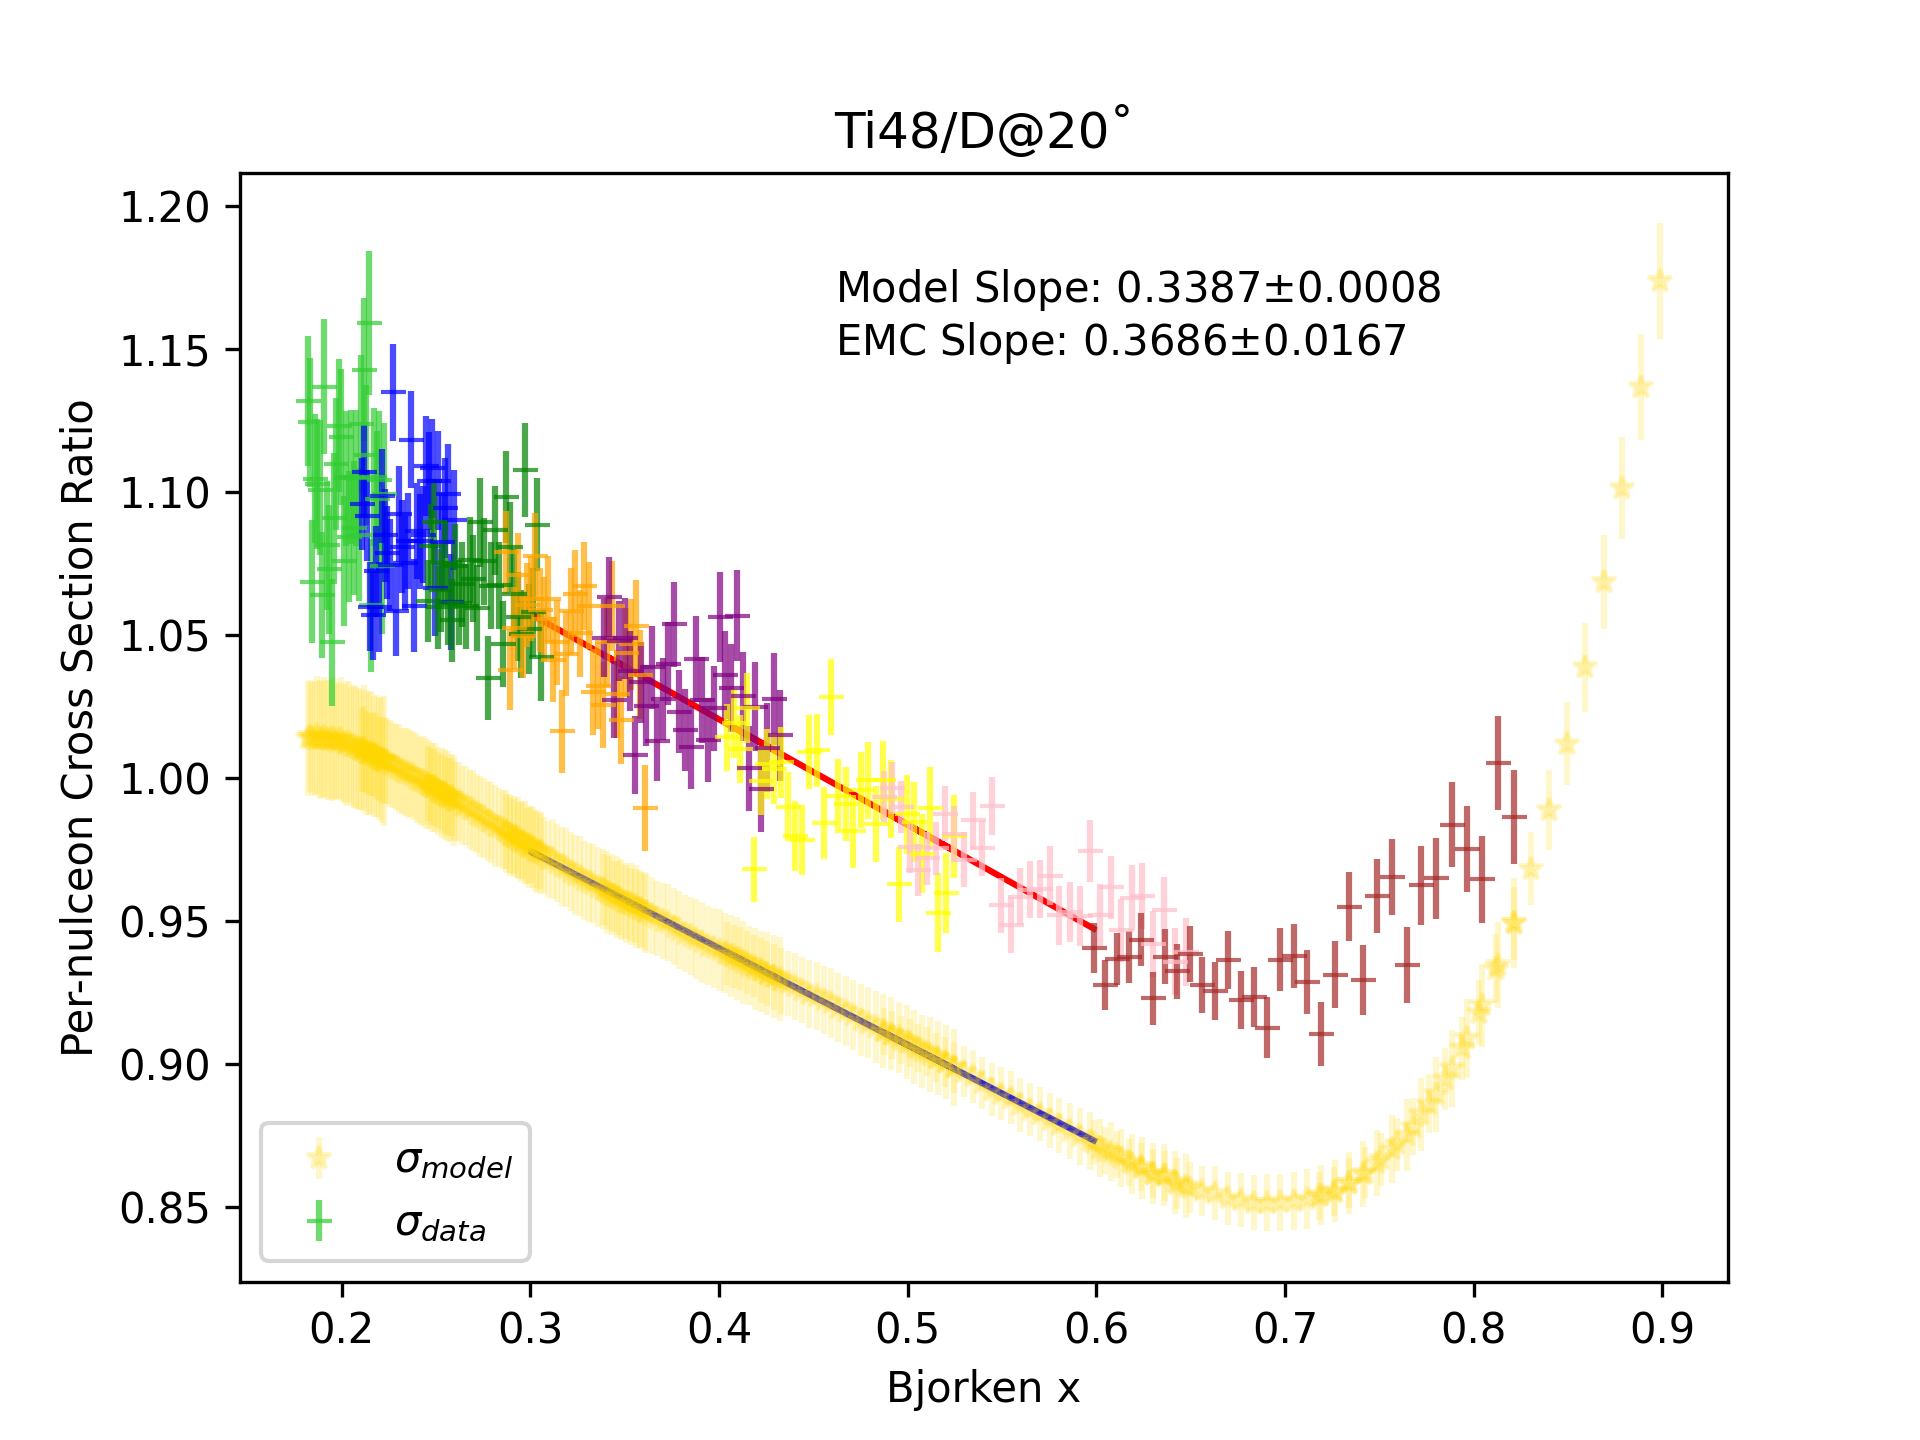 Ti48/D@20˚
Model Slope: 0.3387±0.0008
EMC Slope: 0.3686±0.0167
Per-nulceon Cross Section Ratio
1.20
1.15
1.10
1.05
1.00
0.95
0.90
0.85
σmodel
σdata
0.2 0.3 0.4 0.5 0.6 0.7 0.8 0.9
Bjorken x